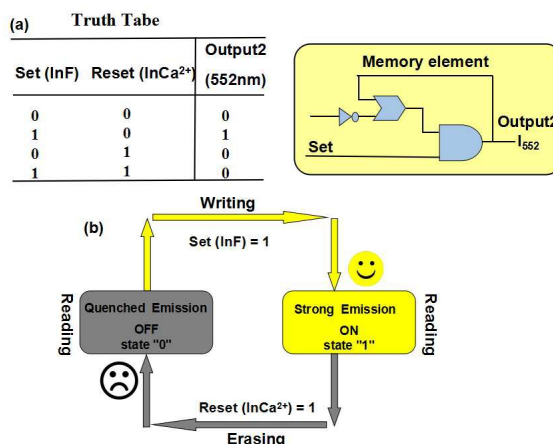 (a)
Truth Tabe
Set (InF) Reset (InCa²⁺) Output2 (552nm)
0 0 0
1 0 1
0 1 0
1 1 0
Memory element
Set
Output2
I₅₅₂
(b)
Writing
Set (InF) = 1
Reading
Quenched Emission
OFF
state "0"
Strong Emission
ON
state "1"
Reading
Reset (InCa²⁺) = 1
Erasing